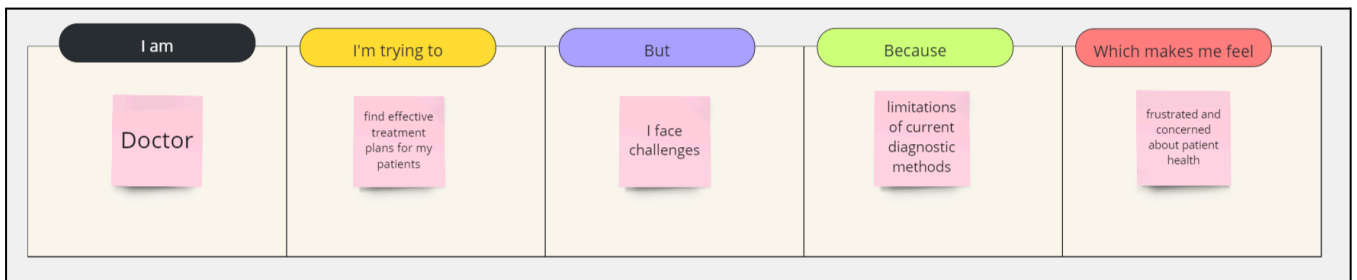 I am
I'm trying to
But
Because
Which makes me feel
Doctor
find effective
treatment
plans for my
patients
I face
challenges
limitations
of current
diagnostic
methods
frustrated and
concerned
about patient
health